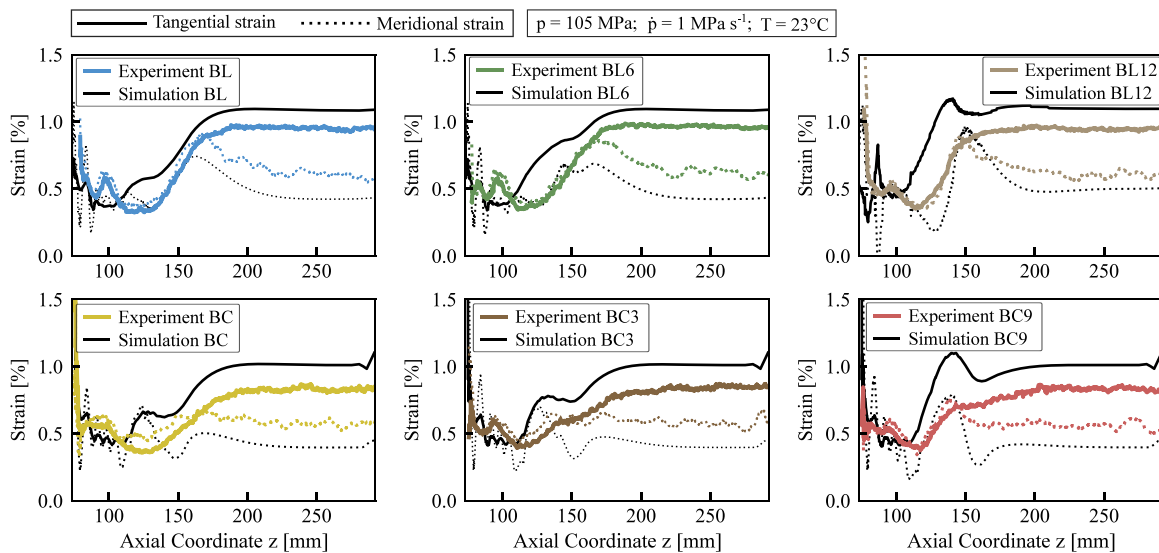 Tangential strain Meridional strain p = 105 MPa; ṗ = 1 MPa s⁻¹; T = 23°C
1.5 1.0 0.5 0.0
Strain [%]
Experiment BL
Simulation BL
100 150 200 250
1.5 1.0 0.5 0.0
Strain [%]
Experiment BL6
Simulation BL6
100 150 200 250
1.5 1.0 0.5 0.0
Strain [%]
Experiment BL12
Simulation BL12
100 150 200 250
1.5 1.0 0.5 0.0
Strain [%]
Experiment BC
Simulation BC
100 150 200 250
Axial Coordinate z [mm]
1.5 1.0 0.5 0.0
Strain [%]
Experiment BC3
Simulation BC3
100 150 200 250
Axial Coordinate z [mm]
1.5 1.0 0.5 0.0
Strain [%]
Experiment BC9
Simulation BC9
100 150 200 250
Axial Coordinate z [mm]